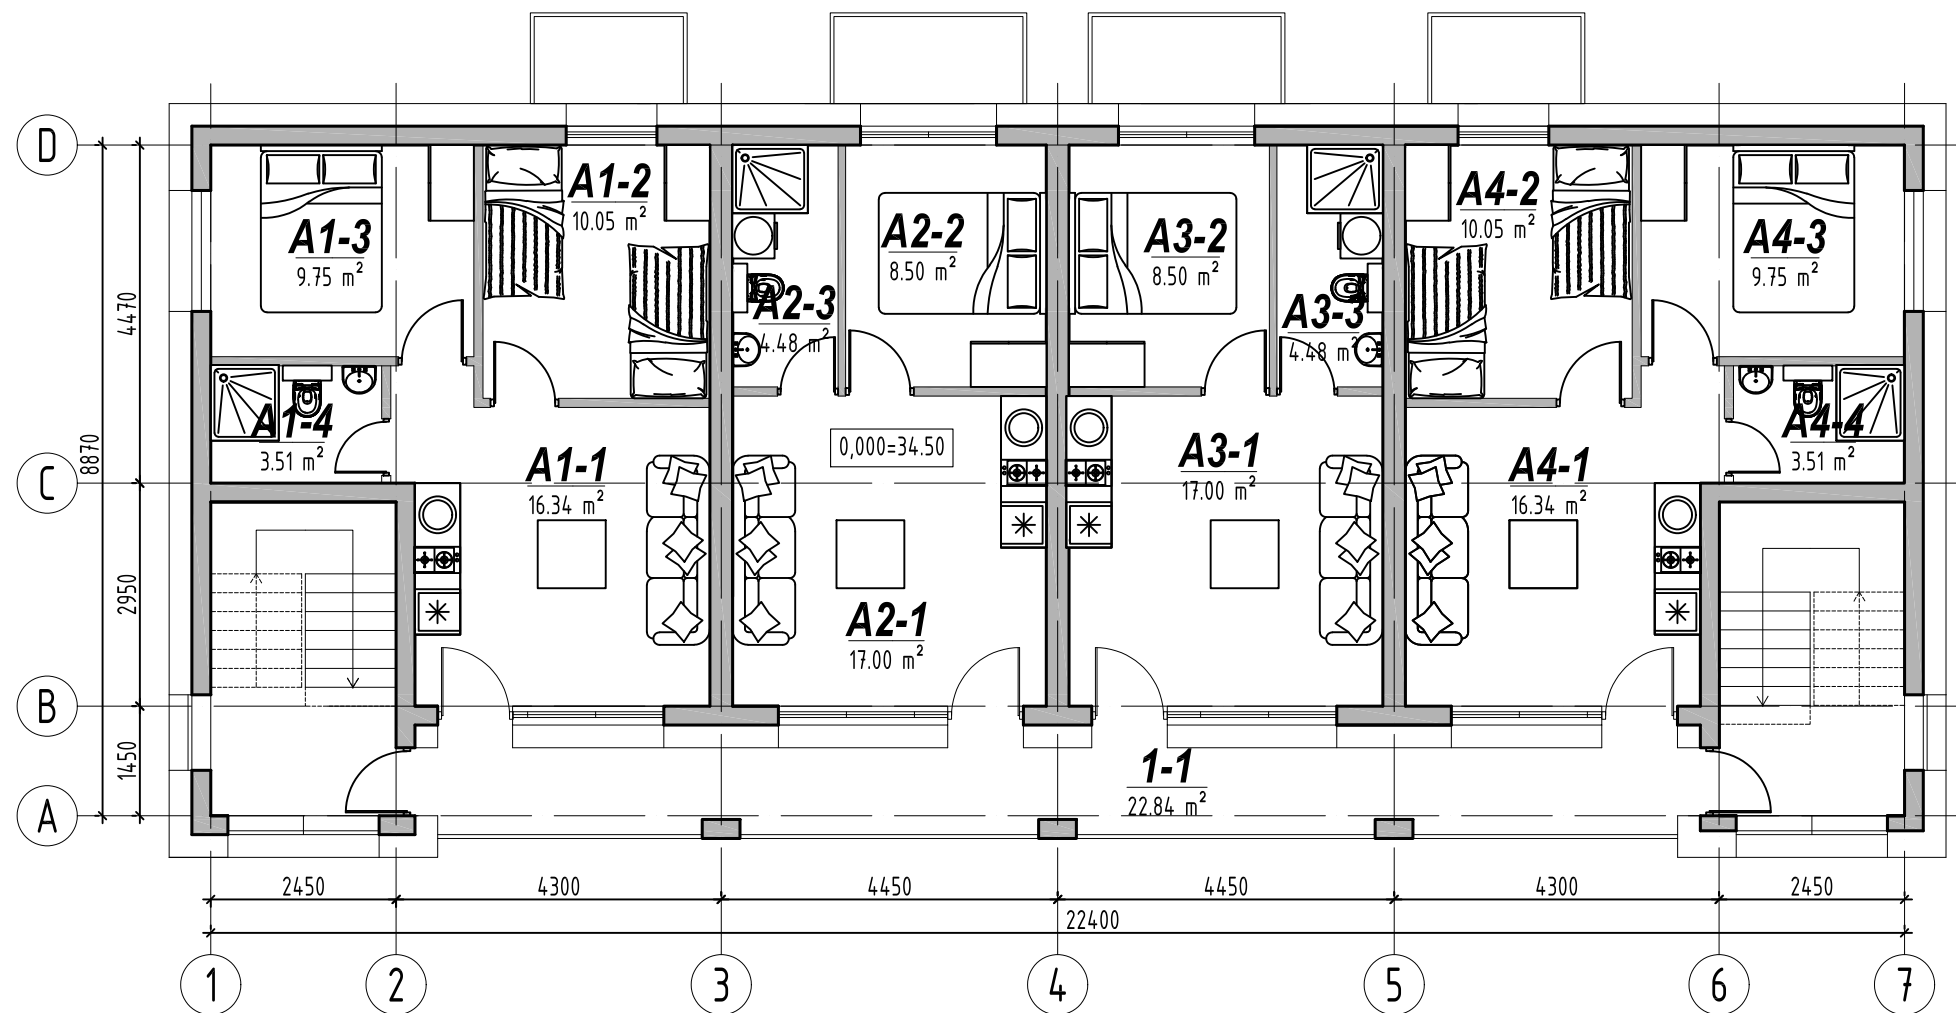 D
A1-3
9.75 m²
A1-2
10.05 m²
A2-2
8.50 m²
A2-3
4.48 m²
A3-2
8.50 m²
A3-3
4.48 m²
A4-2
10.05 m²
A4-3
9.75 m²
4470
A1-4
3.51 m²
8870
C
A1-1
16.34 m²
0,000=34.50
A3-1
17.00 m²
A4-1
16.34 m²
A4-4
3.51 m²
2950
A2-1
17.00 m²
B
1450
1-1
22.84 m²
A
2450
4300
4450
4450
4300
2450
22400
1
2
3
4
5
6
7